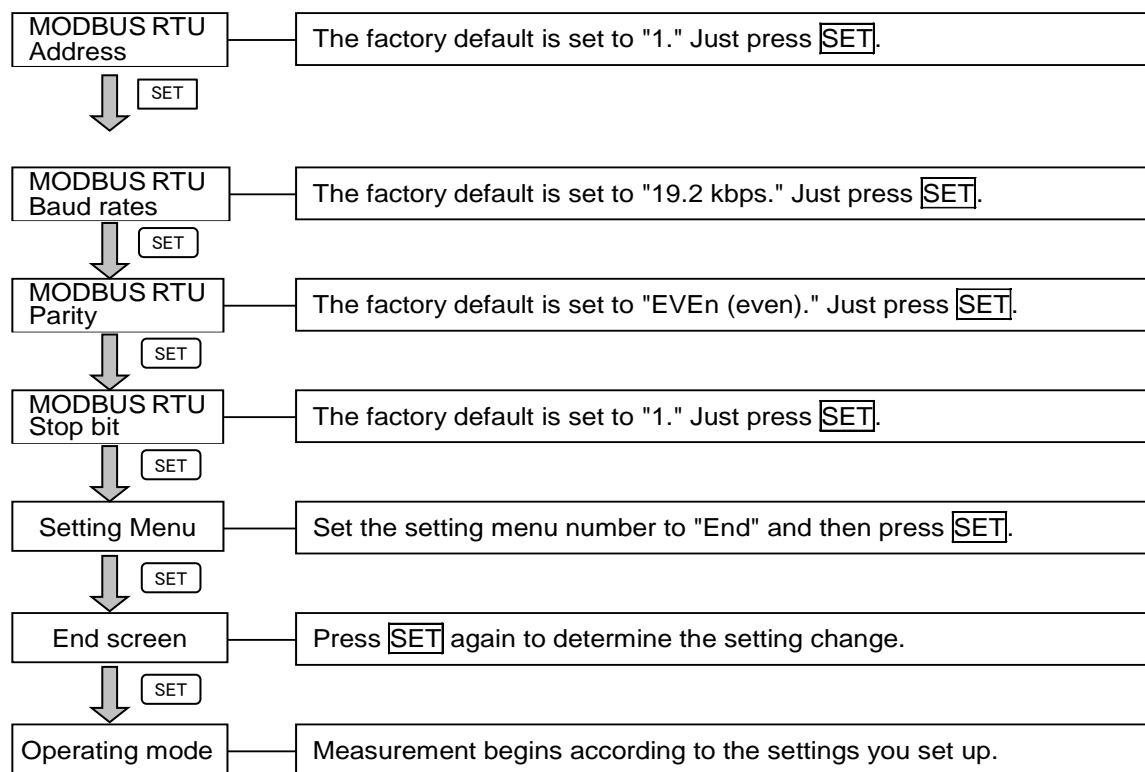 MODBUS RTU
Address
The factory default is set to "1." Just press SET.
SET
MODBUS RTU
Baud rates
The factory default is set to "19.2 kbps." Just press SET.
SET
MODBUS RTU
Parity
The factory default is set to "EVEn (even)." Just press SET.
SET
MODBUS RTU
Stop bit
The factory default is set to "1." Just press SET.
SET
Setting Menu
Set the setting menu number to "End" and then press SET.
SET
End screen
Press SET again to determine the setting change.
SET
Operating mode
Measurement begins according to the settings you set up.